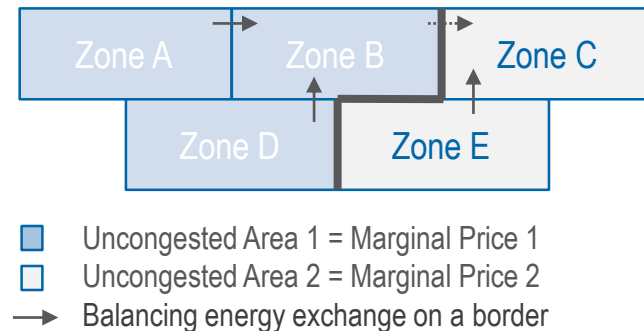 Zone A Zone B Zone C
Zone D Zone E
Uncongested Area 1 = Marginal Price 1
Uncongested Area 2 = Marginal Price 2
Balancing energy exchange on a border